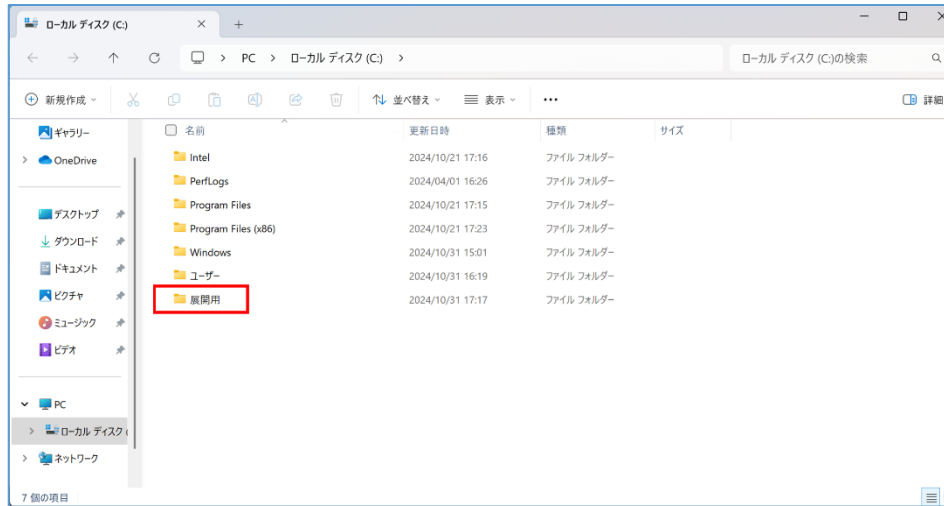 ローカル ディスク (C:)
PC ローカル ディスク (C:) ローカル ディスク (C:)の検索
新規作成 並べ替え 表示 詳細
ギャラリー
OneDrive
デスクトップ
ダウンロード
ドキュメント
ピクチャ
ミュージック
ビデオ
PC
ローカル ディスク (
ネットワーク
名前 更新日時 種類 サイズ
Intel 2024/10/21 17:16 ファイル フォルダー
PerfLogs 2024/04/01 16:26 ファイル フォルダー
Program Files 2024/10/21 17:15 ファイル フォルダー
Program Files (x86) 2024/10/21 17:23 ファイル フォルダー
Windows 2024/10/31 15:01 ファイル フォルダー
ユーザー 2024/10/31 16:19 ファイル フォルダー
展開用 2024/10/31 17:17 ファイル フォルダー
7 個の項目